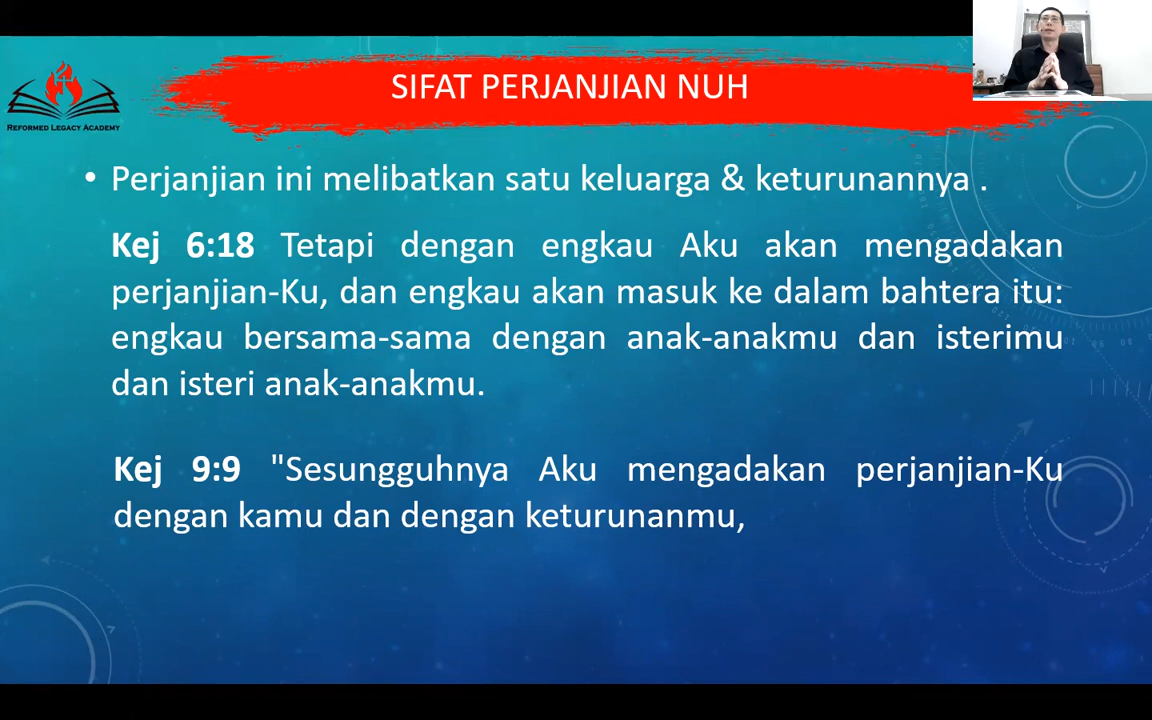 REFORMED LEGACY ACADEMY
SIFAT PERJANJIAN NUH
• Perjanjian ini melibatkan satu keluarga & keturunannya .
Kej 6:18 Tetapi dengan engkau Aku akan mengadakan
perjanjian-Ku, dan engkau akan masuk ke dalam bahtera itu:
engkau bersama-sama dengan anak-anakmu dan isterimu
dan isteri anak-anakmu.
Kej 9:9 "Sesungguhnya Aku mengadakan perjanjian-Ku
dengan kamu dan dengan keturunanmu,